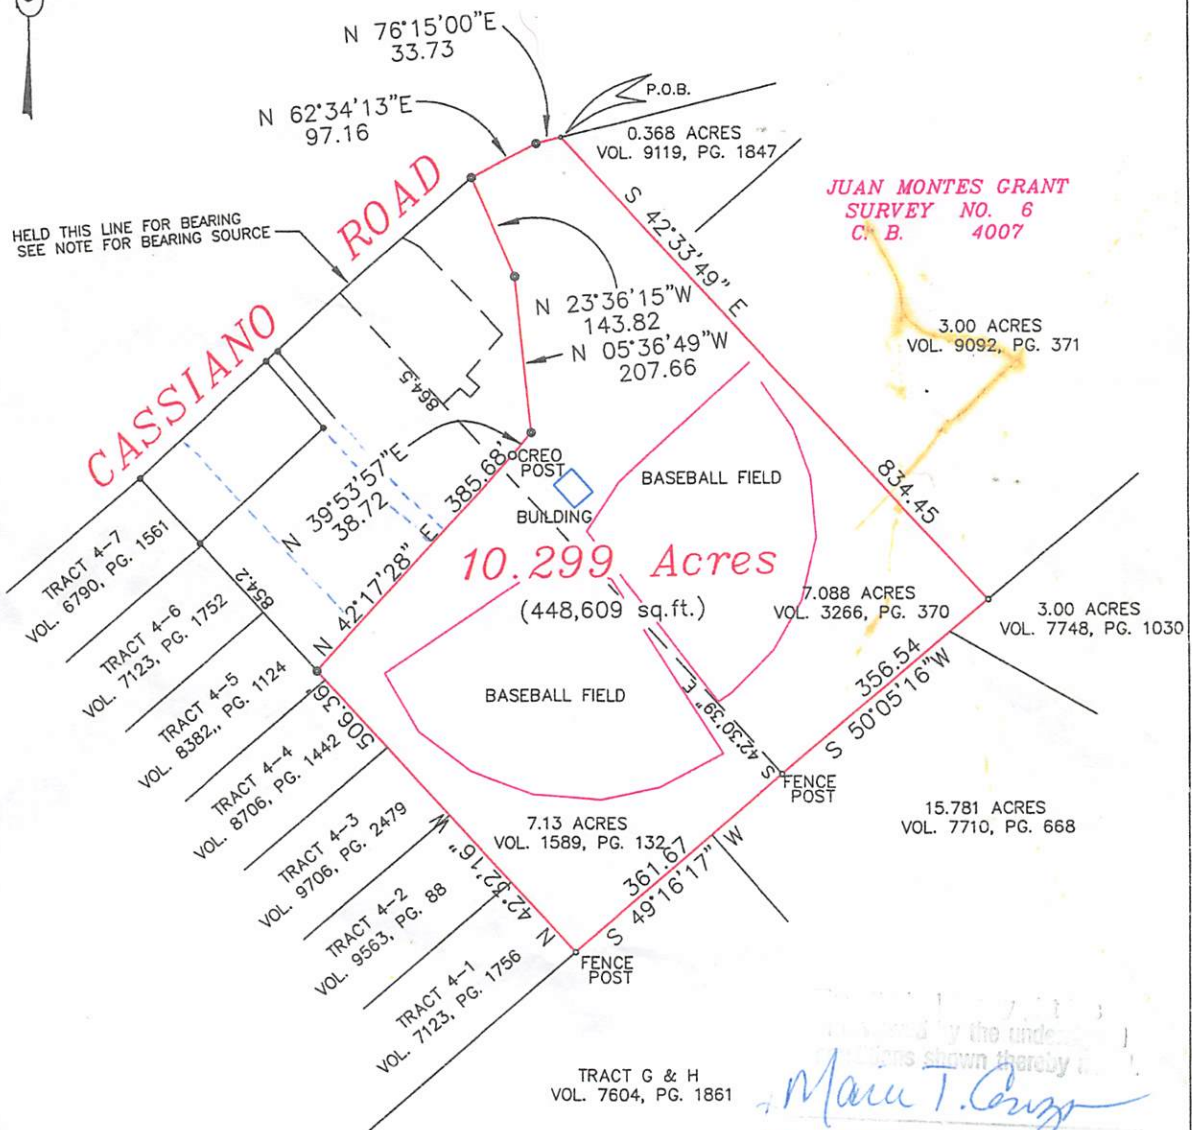 N 76°15'00"E
33.73
N 62°34'13"E
97.16
P.O.B.
0.368 ACRES
VOL. 9119, PG. 1847
HELD THIS LINE FOR BEARING
SEE NOTE FOR BEARING SOURCE
CASSIANO ROAD
S 42°33'49" E
834.45
JUAN MONTES GRANT
SURVEY NO. 6
C. B. 4007
N 23°36'15"W
143.82
N 05°36'49"W
207.66
3.00 ACRES
VOL. 9092, PG. 371
864.5
N 39°53'57"E
38.72
CREO
POST
BUILDING
BASEBALL FIELD
N 42°17'28" E 385.68'
10.299 Acres
(448,609 sq.ft.)
7.088 ACRES
VOL. 3266, PG. 370
3.00 ACRES
VOL. 7748, PG. 1030
TRACT 4-7
VOL. 6790, PG. 1561
TRACT 4-6
VOL. 7123, PG. 1752
854.2
TRACT 4-5
VOL. 8382,, PG. 1124
TRACT 4-4
VOL. 8706, PG. 1442
TRACT 4-3
VOL. 9706, PG. 2479
TRACT 4-2
VOL. 9563, PG. 88
TRACT 4-1
VOL. 7123, PG. 1756
506.36
BASEBALL FIELD
S 42°30'39" E
356.54
S 50°05'16"W
FENCE
POST
15.781 ACRES
VOL. 7710, PG. 668
7.13 ACRES
VOL. 1589, PG. 132
361.67
S 49°16'17" W
FENCE
POST
TRACT G & H
VOL. 7604, PG. 1861
by the
shown thereby
Maria T.